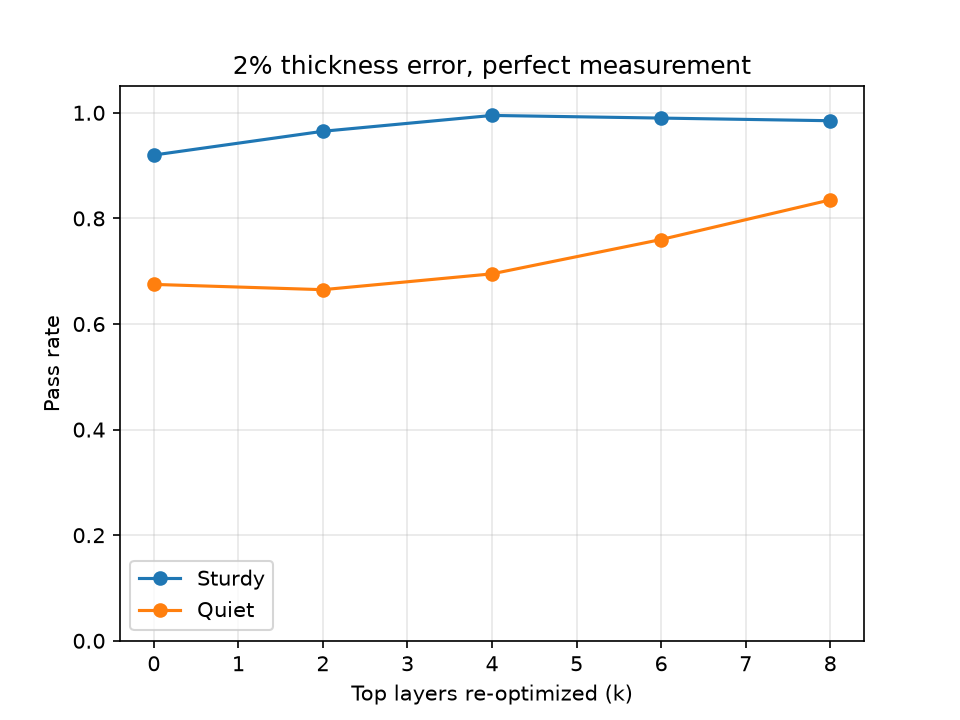 2% thickness error, perfect measurement
Pass rate
1.0
0.8
0.6
0.4
0.2
0.0
Sturdy
Quiet
0 1 2 3 4 5 6 7 8
Top layers re-optimized (k)